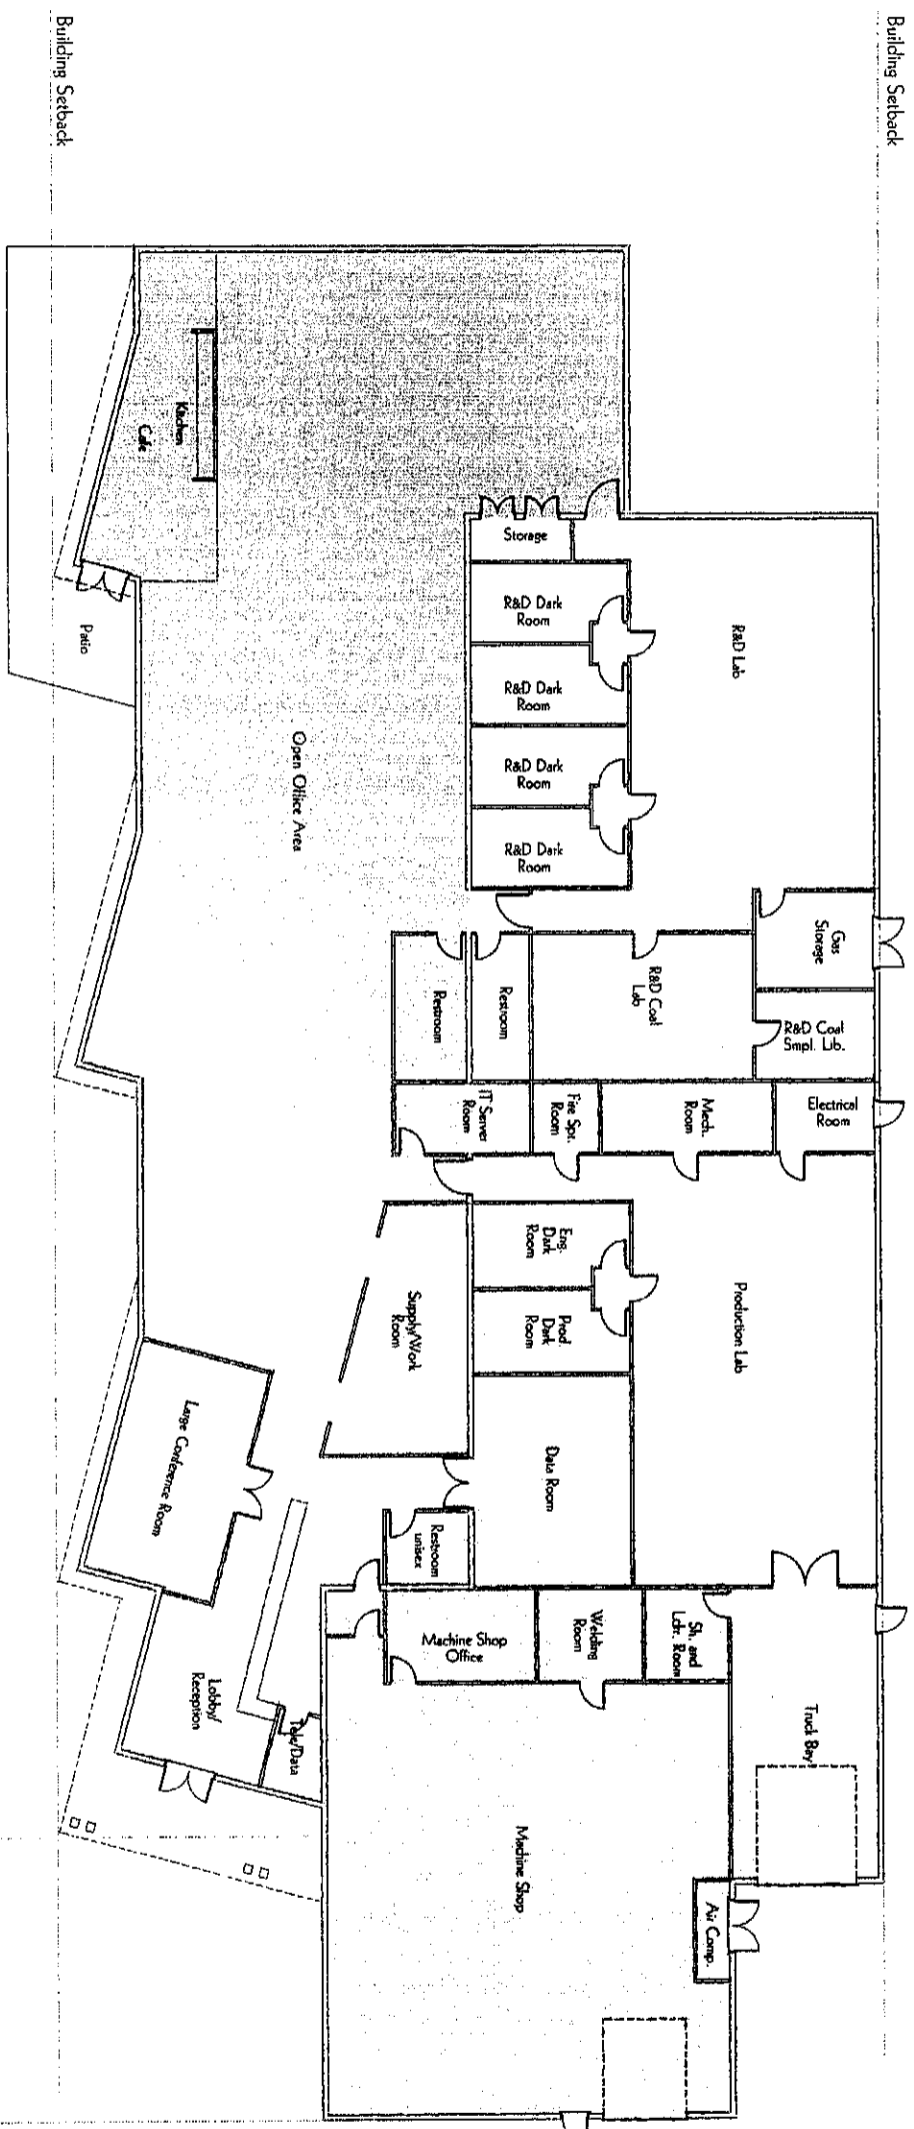 Building Setback
Building Setback
Kitchen
Cafe
Patio
Open Office Area
Storage
R&D Dark
Room
R&D Dark
Room
R&D Dark
Room
R&D Dark
Room
R&D Lab
Gas
Storage
R&D Coat
Lab
R&D Coat
Smpl. Lib.
Restroom
Restroom
IT Server
Room
Fire Spr.
Room
Mech.
Room
Electrical
Room
Eng.
Dark
Room
Prod.
Dark
Room
Production Lab
Supply/Work
Room
Data Room
Large Conference Room
Restroom
unisex
Machine Shop
Office
Welding
Room
Sh. and
Ldr. Room
Truck Bay
Lobby/
Reception
Tele/Data
Machine Shop
Air Comp.